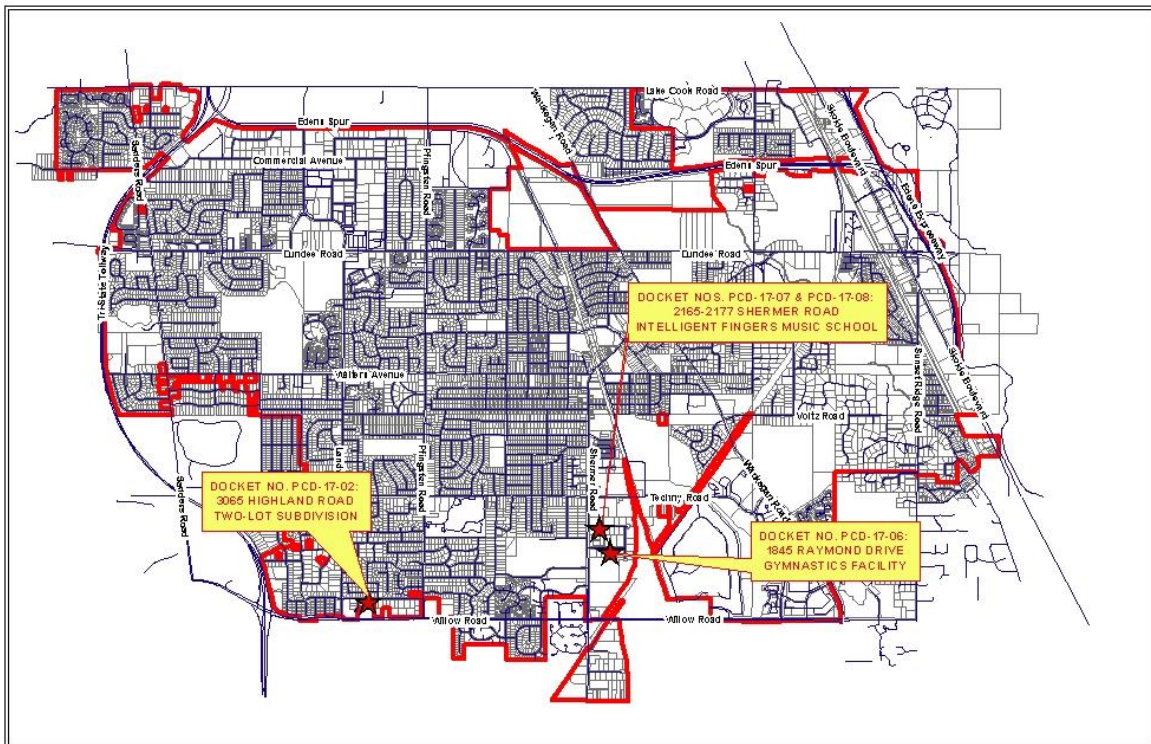 Lake Cook Road
Waukegan Road
Skokie Boulevard
Edens Spur
Edens Spur
Commercial Avenue
Pfingsten Road
Sanders Road
Edens Expressway
Dundee Road
Dundee Road
Tri-State Tollway
DOCKET NOS. PCD-17-07 & PCD-17-08:
2165-2177 SHERMER ROAD
INTELLIGENT FINGERS MUSIC SCHOOL
Walters Avenue
Sunset Ridge Road
Skokie Boulevard
Voltz Road
Pfingsten Road
Shermer Road
Waukegan Road
Sanders Road
DOCKET NO. PCD-17-02:
3065 HIGHLAND ROAD
TWO-LOT SUBDIVISION
Techny Road
DOCKET NO. PCD-17-06:
1845 RAYMOND DRIVE
GYMNASTICS FACILITY
Willow Road
Willow Road